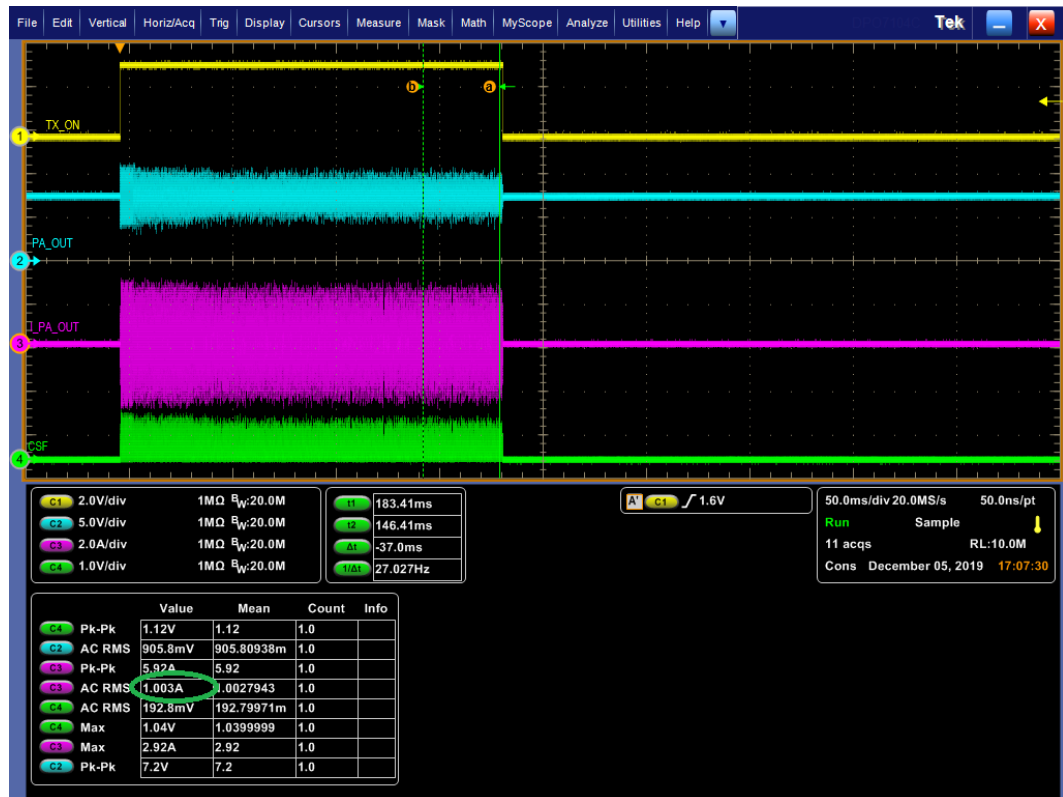 File Edit Vertical Horiz/Acq Trig Display Cursors Measure Mask Math MyScope Analyze Utilities Help Tek X
b a
1 TX_ON
PA_OUT
2
I_PA_OUT
3
CSF
4
C1 2.0V/div 1MΩ BW:20.0M
C2 5.0V/div 1MΩ BW:20.0M
C3 2.0A/div 1MΩ BW:20.0M
C4 1.0V/div 1MΩ BW:20.0M
t1 183.41ms
t2 146.41ms
Δt -37.0ms
1/Δt 27.027Hz
A' C1 1.6V
50.0ms/div 20.0MS/s 50.0ns/pt
Run Sample
11 acqs RL:10.0M
Cons December 05, 2019 17:07:30
Value Mean Count Info
C4 Pk-Pk 1.12V 1.12 1.0
C2 AC RMS 905.8mV 905.80938m 1.0
C3 Pk-Pk 5.92A 5.92 1.0
C3 AC RMS 1.003A 1.0027943 1.0
C4 AC RMS 192.8mV 192.79971m 1.0
C4 Max 1.04V 1.0399999 1.0
C3 Max 2.92A 2.92 1.0
C2 Pk-Pk 7.2V 7.2 1.0